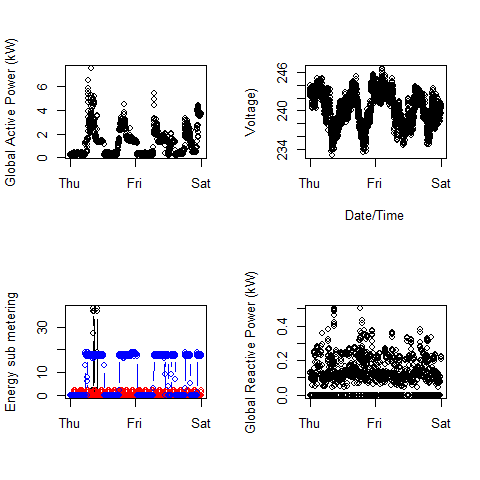 Global Active Power (kW)
0 2 4 6
Thu Fri Sat
Voltage)
234 240 246
Thu Fri Sat
Date/Time
Energy sub metering
0 10 30
Thu Fri Sat
Global Reactive Power (kW)
0.0 0.2 0.4
Thu Fri Sat